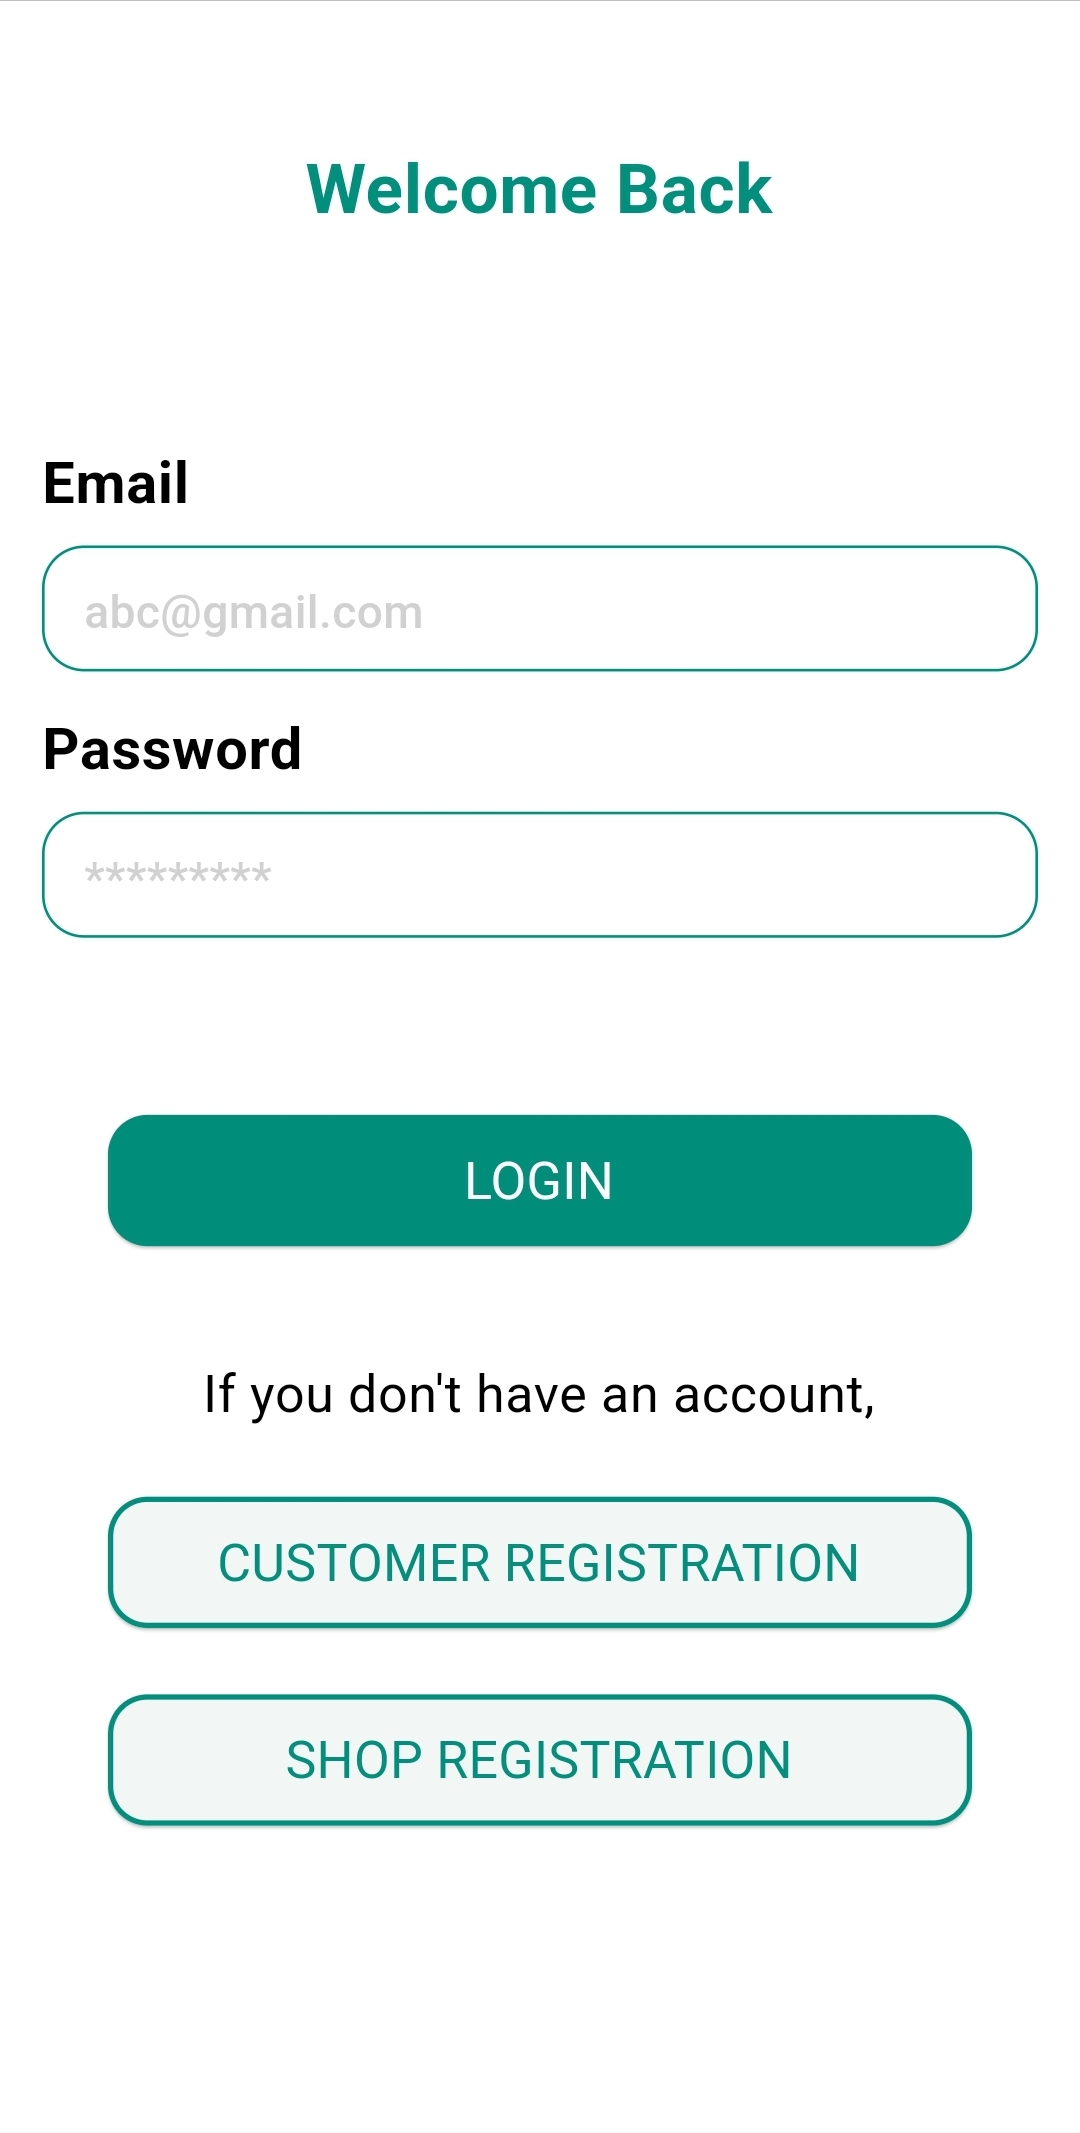 Welcome Back
Email
abc@gmail.com
Password
*********
LOGIN
If you don't have an account,
CUSTOMER REGISTRATION
SHOP REGISTRATION